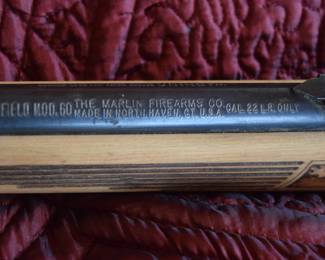 FIELD MOD. 60 THE MARLIN FIREARMS CO.
MADE IN NORTH HAVEN, CT. U.S.A. CAL. 22 L.R. ONLY